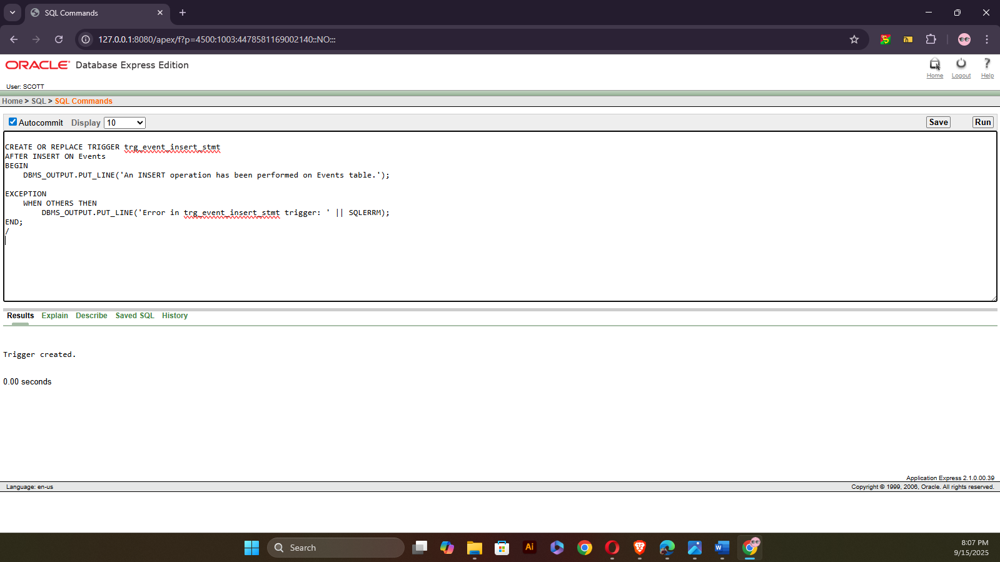 SQL Commands
127.0.0.1:8080/apex/f?p=4500:1003:4478581169002140::NO:::
ORACLE Database Express Edition
Home Logout Help
User: SCOTT
Home > SQL > SQL Commands
Autocommit Display 10 Save Run
CREATE OR REPLACE TRIGGER trg_event_insert_stmt
AFTER INSERT ON Events
BEGIN
    DBMS_OUTPUT.PUT_LINE('An INSERT operation has been performed on Events table.');
EXCEPTION
    WHEN OTHERS THEN
        DBMS_OUTPUT.PUT_LINE('Error in trg_event_insert_stmt trigger: ' || SQLERRM);
END;
/
Results Explain Describe Saved SQL History
Trigger created.
0.00 seconds
Application Express 2.1.0.00.39
Language: en-us Copyright © 1999, 2006, Oracle. All rights reserved.
Search
Ai
W
8:07 PM
9/15/2025